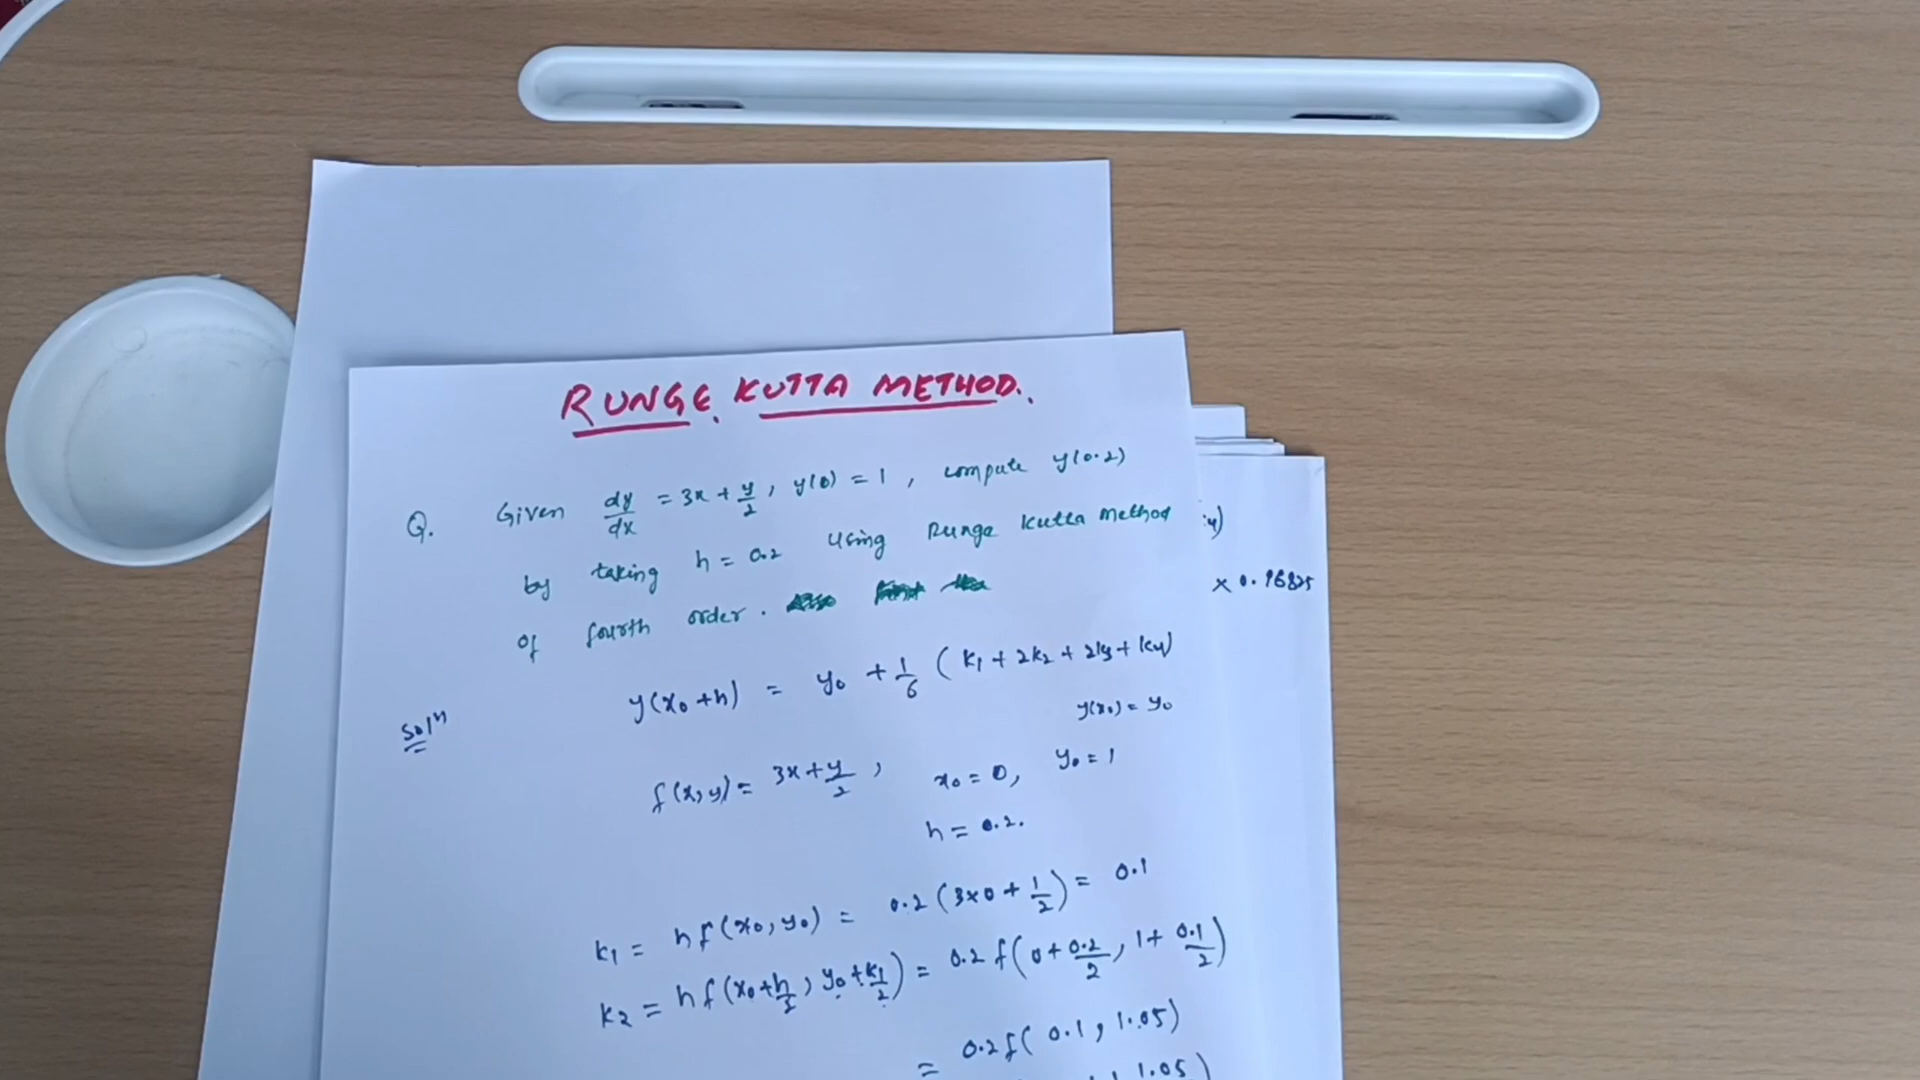 RUNGE KUTTA METHOD.
Q. Given dy/dx = 3x + y/2, y(0) = 1, compute y(0.2)
by taking h = 0.2 using Runge Kutta Method
of fourth order.
Solⁿ
y(x₀+h) = y₀ + 1/6 (k₁ + 2k₂ + 2k₃ + k₄)
y(x₀) = y₀
f(x,y) = 3x + y/2, x₀ = 0, y₀ = 1
h = 0.2.
k₁ = hf(x₀,y₀) = 0.2 (3×0 + 1/2) = 0.1
k₂ = hf(x₀+h/2, y₀+k₁/2) = 0.2 f(0 + 0.2/2, 1 + 0.1/2)
= 0.2 f(0.1, 1.05)
1.05)